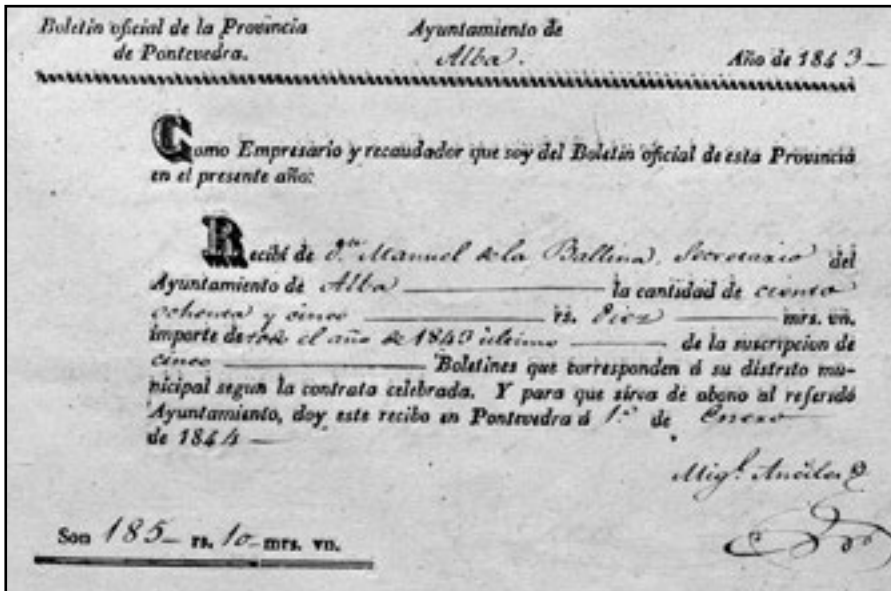 Boletin oficial de la Provincia de Pontevedra.
Ayuntamiento de Alba.
Año de 1843
Como Empresario y recaudador que soy del Boletin oficial de esta Provincia
en el presente año:
Recibí de D.n Manuel de la Ballina, Secretario del
Ayuntamiento de Alba la cantidad de ciento
ochenta y cinco rs. diez mrs. vn.
importe de todo el año de 1843 ultimo de la suscripcion de
cinco Boletines que corresponden á su distrito mu-
nicipal segun la contrata celebrada. Y para que sirva de abono al referido
Ayuntamiento, doy este recibo en Pontevedra á 1.º de Enero
de 1844
Mig.l
Son 185 rs. 10 mrs. vn.